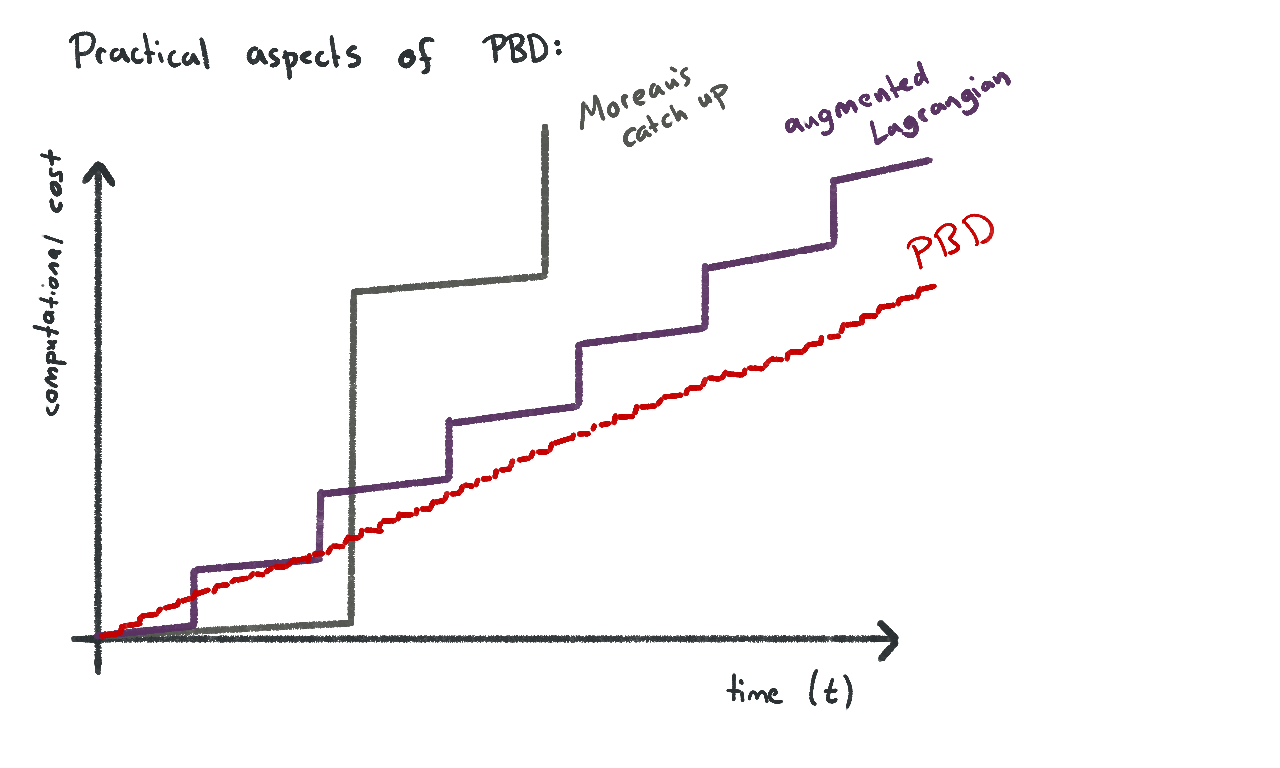 Practical aspects of PBD:
Moreau's
catch up
augmented
Lagrangian
PBD
computational cost
time (t)